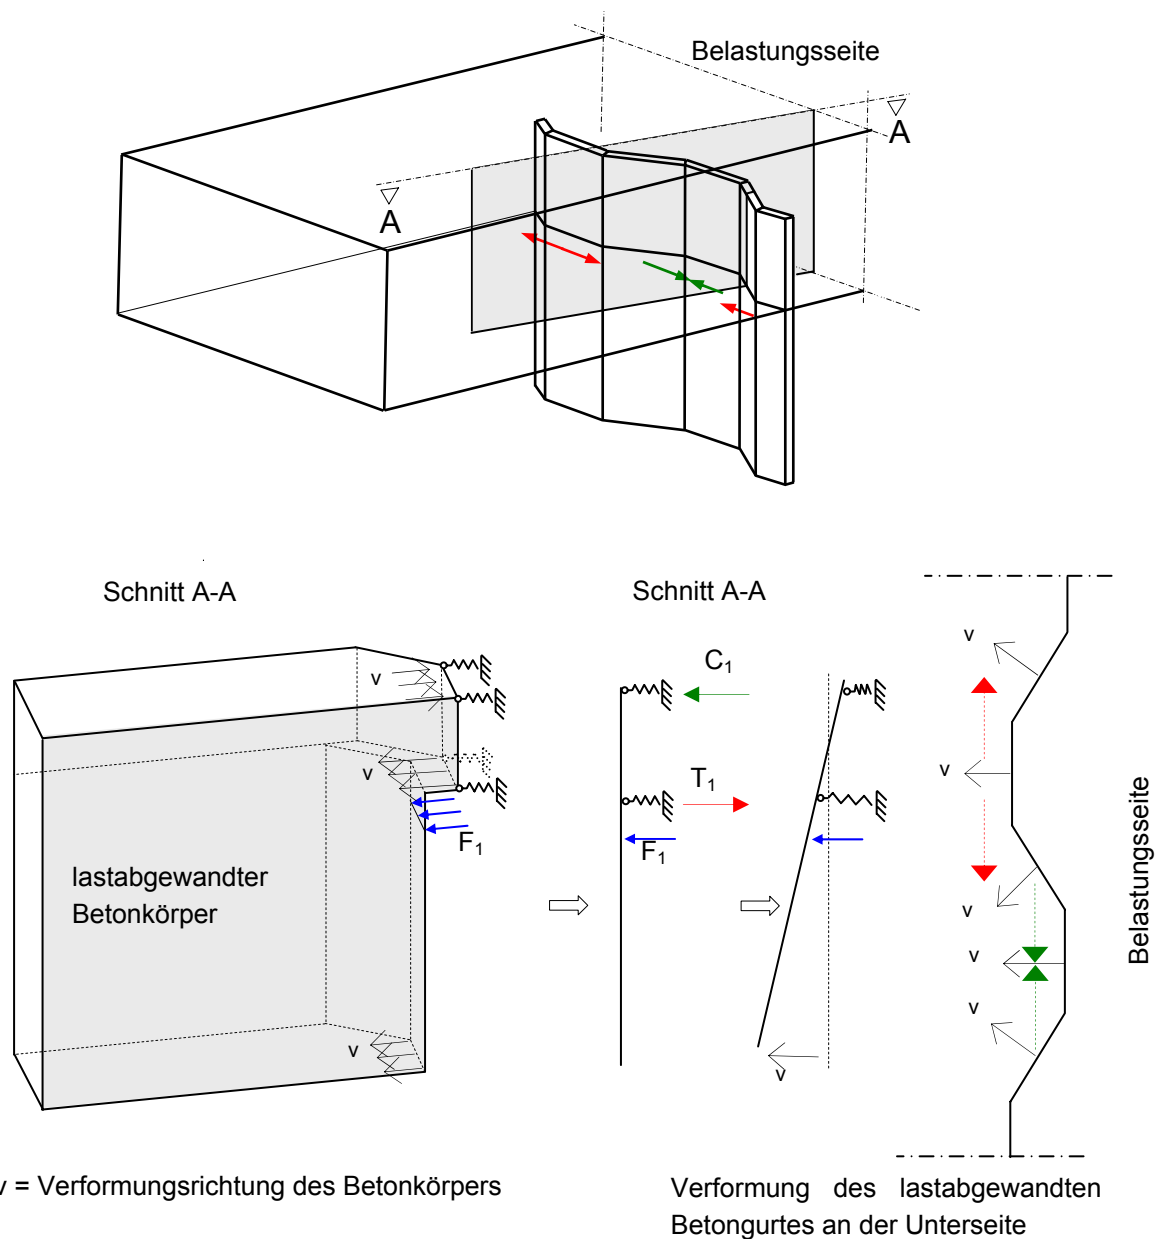 Belastungsseite
A
A
Schnitt A-A
Schnitt A-A
v
v
v
F1
lastabgewandter
Betonkörper
C1
T1
F1
v
v
v
v
v
v
Belastungsseite
v = Verformungsrichtung des Betonkörpers
Verformung des lastabgewandten
Betongurtes an der Unterseite